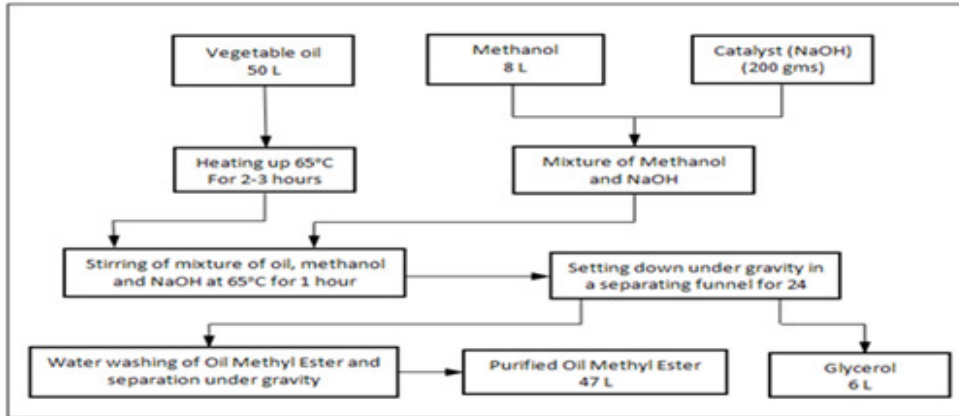 Vegetable oil
50 L
Methanol
8 L
Catalyst (NaOH)
(200 gms)
Heating up 65°C
For 2-3 hours
Mixture of Methanol
and NaOH
Stirring of mixture of oil, methanol
and NaOH at 65°C for 1 hour
Setting down under gravity in
a separating funnel for 24
Water washing of Oil Methyl Ester and
separation under gravity
Purified Oil Methyl Ester
47 L
Glycerol
6 L